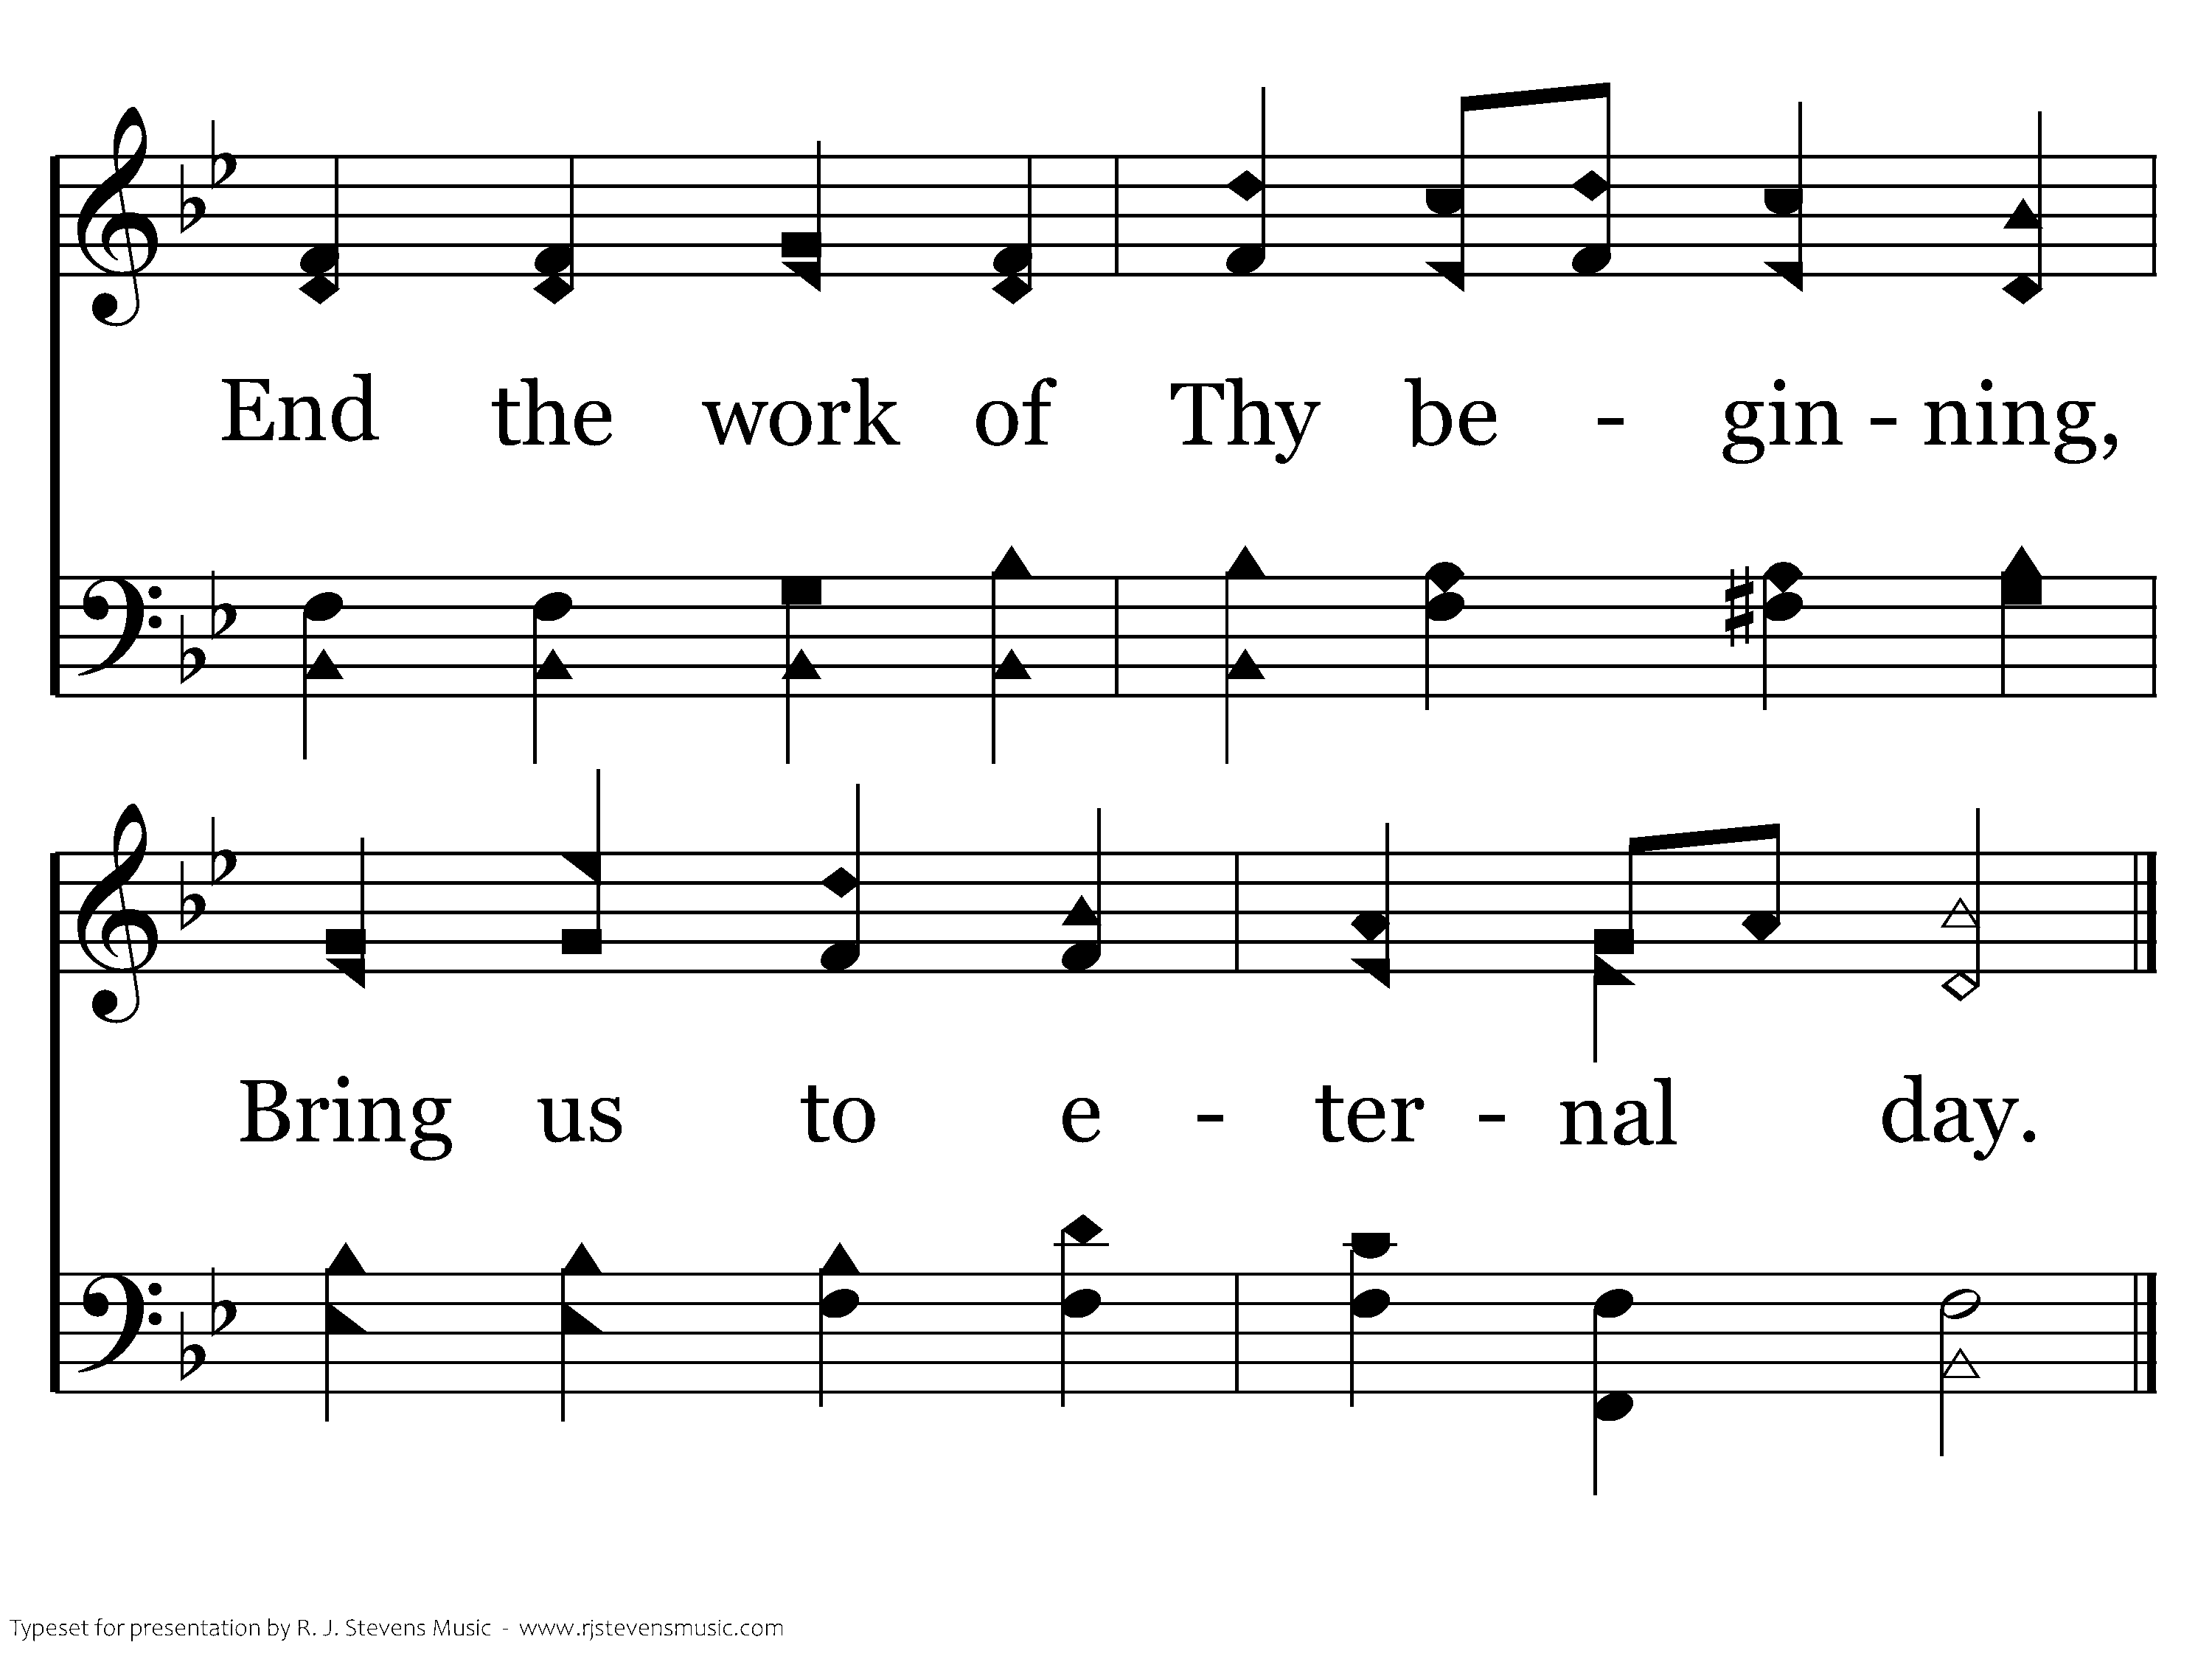 End the work of Thy be - gin - ning,
Bring us to e - ter - nal day.
Typeset for presentation by R. J. Stevens Music - www.rjstevensmusic.com